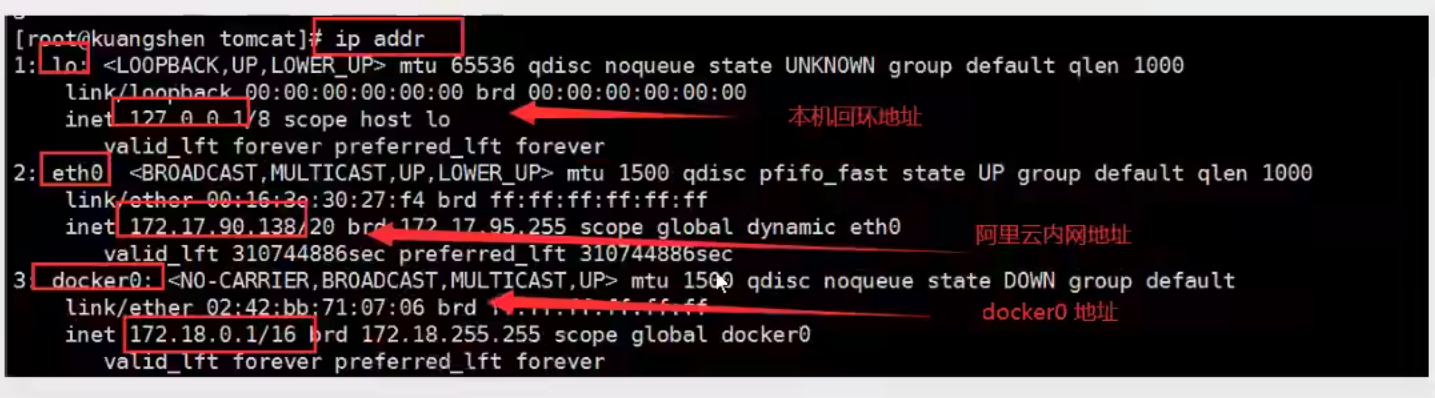 [root@kuangshen tomcat]# ip addr
1: lo: <LOOPBACK,UP,LOWER_UP> mtu 65536 qdisc noqueue state UNKNOWN group default qlen 1000
link/loopback 00:00:00:00:00:00 brd 00:00:00:00:00:00
inet 127.0.0.1/8 scope host lo
本机回环地址
valid_lft forever preferred_lft forever
2: eth0 <BROADCAST,MULTICAST,UP,LOWER_UP> mtu 1500 qdisc pfifo_fast state UP group default qlen 1000
link/ether 00:16:3e:30:27:f4 brd ff:ff:ff:ff:ff:ff
inet 172.17.90.138/20 brd 172.17.95.255 scope global dynamic eth0
阿里云内网地址
valid_lft 310744886sec preferred_lft 310744886sec
3: docker0: <NO-CARRIER,BROADCAST,MULTICAST,UP> mtu 1500 qdisc noqueue state DOWN group default
link/ether 02:42:bb:71:07:06 brd ff:ff:ff:ff:ff:ff
docker0 地址
inet 172.18.0.1/16 brd 172.18.255.255 scope global docker0
valid_lft forever preferred_lft forever